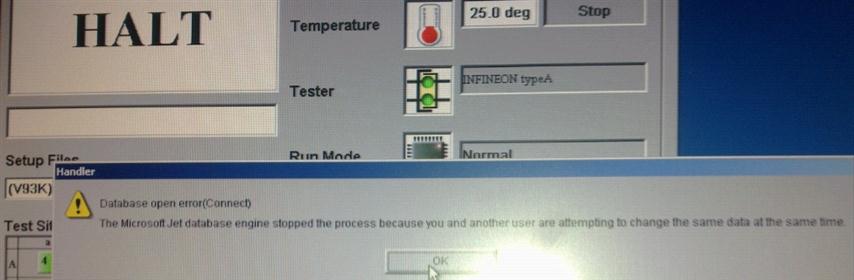 HALT
Temperature
25.0 deg
Stop
Tester
INFINEON typeA
Setup Files
Run Mode
Normal
Handler
(V93K)
Database open error(Connect)
The Microsoft Jet database engine stopped the process because you and another user are attempting to change the same data at the same time.
Test Sit
a
A
4
OK